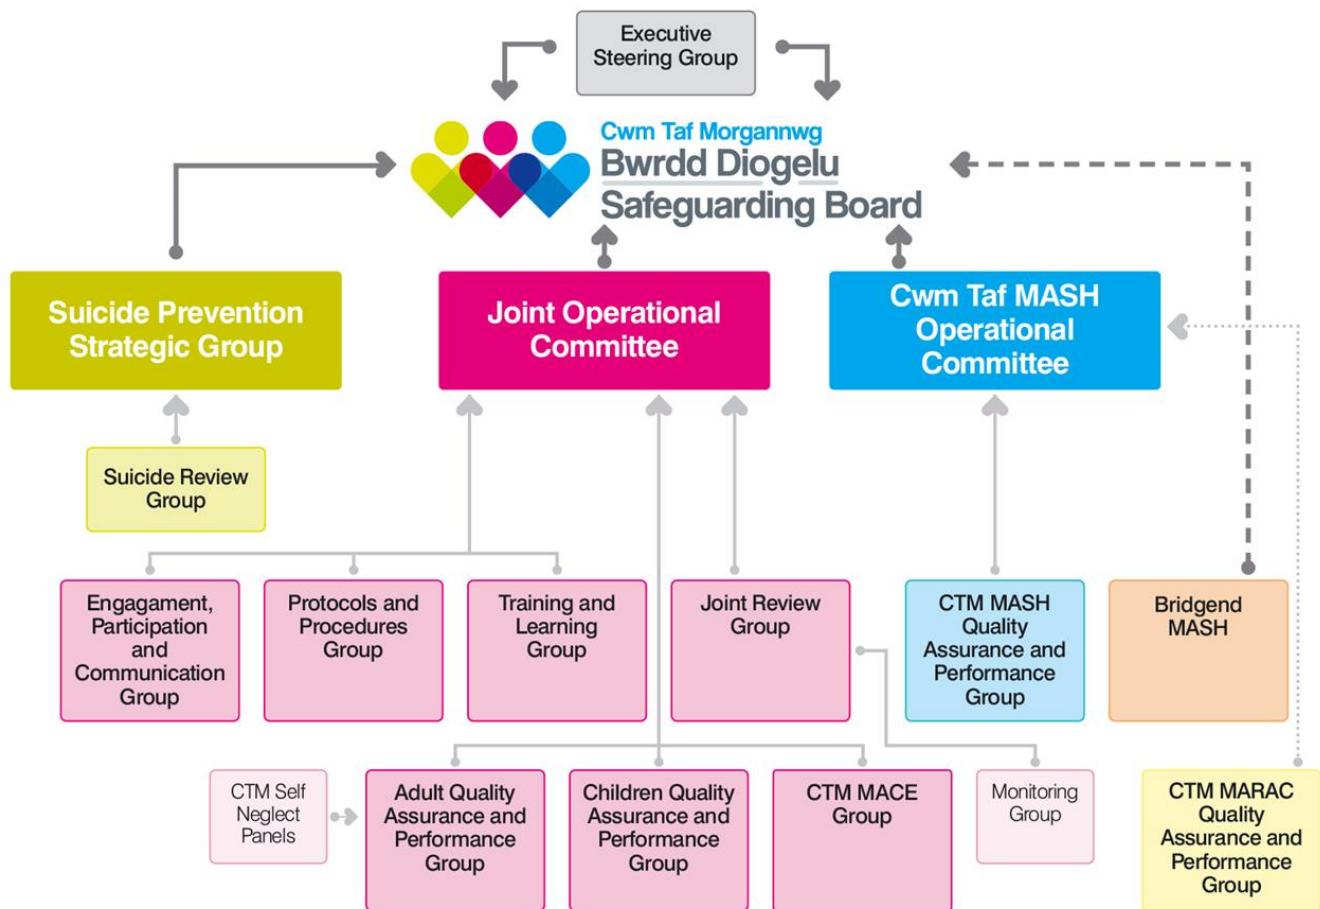 Executive
Steering Group
Cwm Taf Morgannwg
Bwrdd Diogelu
Safeguarding Board
Suicide Prevention
Strategic Group
Joint Operational
Committee
Cwm Taf MASH
Operational
Committee
Suicide Review
Group
Engagament,
Participation
and
Communication
Group
Protocols and
Procedures
Group
Training and
Learning
Group
Joint Review
Group
CTM MASH
Quality
Assurance and
Performance
Group
Bridgend
MASH
CTM Self
Neglect
Panels
Adult Quality
Assurance and
Performance
Group
Children Quality
Assurance and
Performance
Group
CTM MACE
Group
Monitoring
Group
CTM MARAC
Quality
Assurance and
Performance
Group